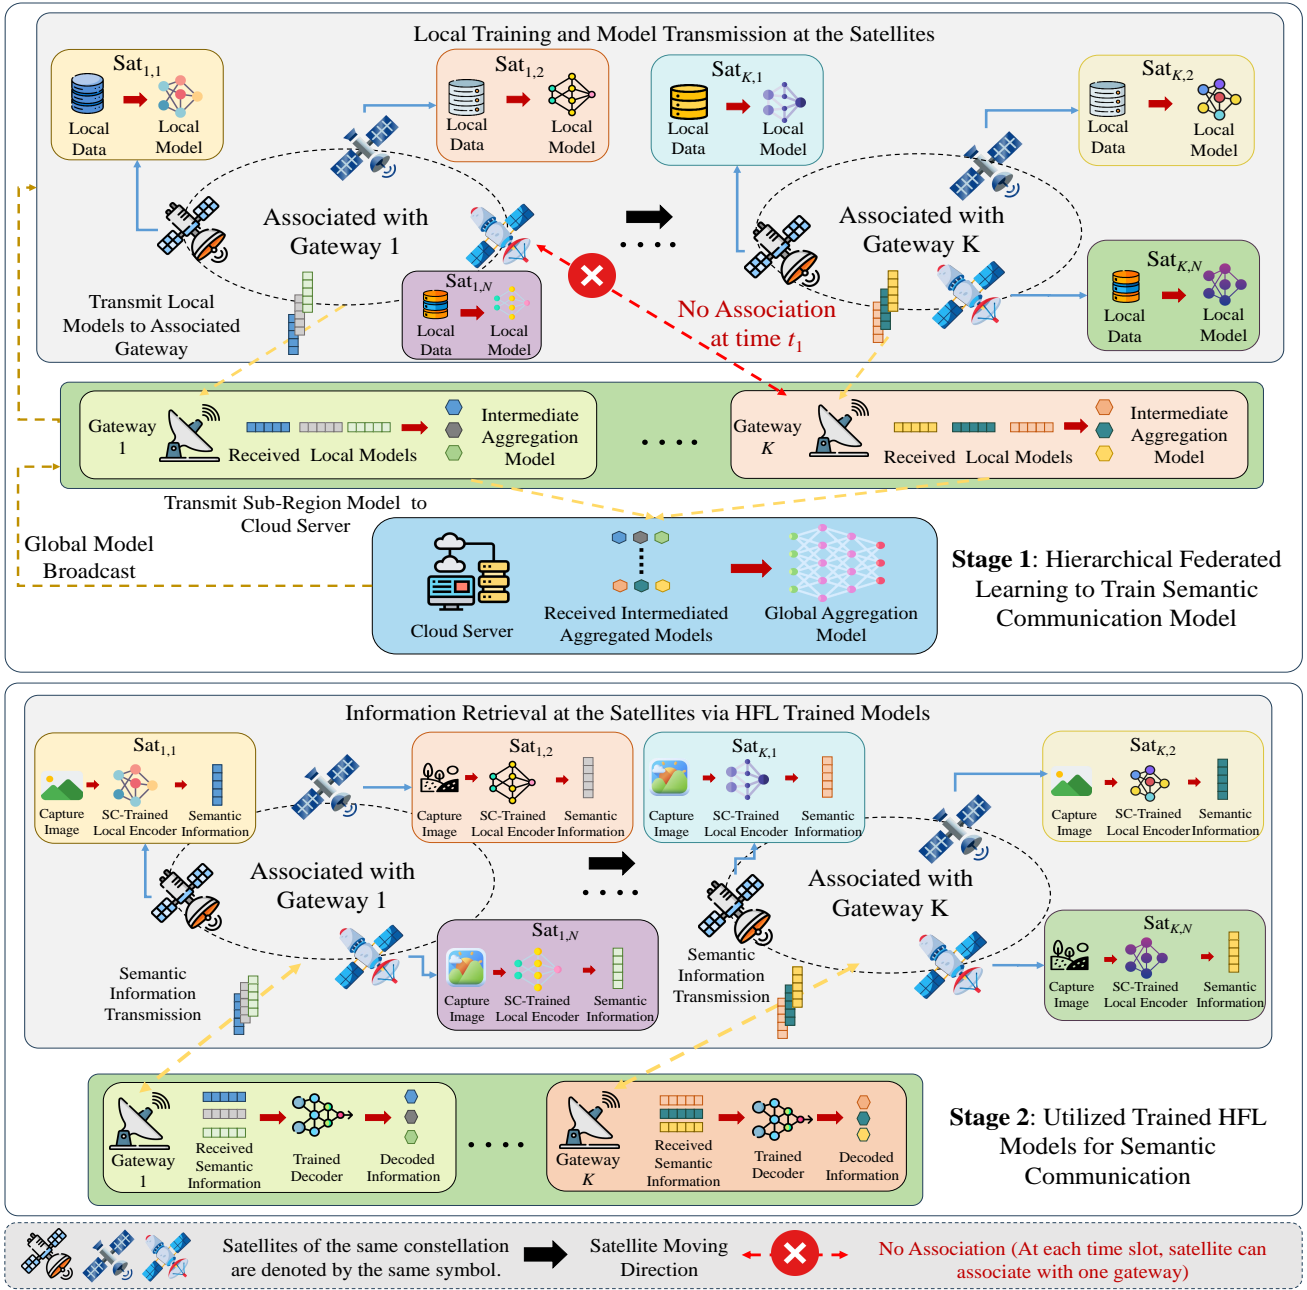 Local Training and Model Transmission at the Satellites
Sat1,1
Local
Data
Local
Model
Sat1,2
Local
Data
Local
Model
SatK,1
Local
Data
Local
Model
SatK,2
Local
Data
Local
Model
Associated with
Gateway 1
Associated with
Gateway K
Sat1,N
Local
Data
Local
Model
SatK,N
Local
Data
Local
Model
Transmit Local
Models to Associated
Gateway
No Association
at time t1
Gateway
1
Received Local Models
Intermediate
Aggregation
Model
Gateway
K
Received Local Models
Intermediate
Aggregation
Model
Transmit Sub-Region Model to
Cloud Server
Global Model
Broadcast
Cloud Server
Received Intermediated
Aggregated Models
Global Aggregation
Model
Stage 1: Hierarchical Federated
Learning to Train Semantic
Communication Model
Information Retrieval at the Satellites via HFL Trained Models
Sat1,1
Capture
Image
SC-Trained
Local Encoder
Semantic
Information
Sat1,2
Capture
Image
SC-Trained
Local Encoder
Semantic
Information
SatK,1
Capture
Image
SC-Trained
Local Encoder
Semantic
Information
SatK,2
Capture
Image
SC-Trained
Local Encoder
Semantic
Information
Associated with
Gateway 1
Associated with
Gateway K
Sat1,N
Capture
Image
SC-Trained
Local Encoder
Semantic
Information
SatK,N
Capture
Image
SC-Trained
Local Encoder
Semantic
Information
Semantic
Information
Transmission
Semantic
Information
Transmission
Gateway
1
Received
Semantic
Information
Trained
Decoder
Decoded
Information
Gateway
K
Received
Semantic
Information
Trained
Decoder
Decoded
Information
Stage 2: Utilized Trained HFL
Models for Semantic
Communication
Satellites of the same constellation
are denoted by the same symbol.
Satellite Moving
Direction
No Association (At each time slot, satellite can
associate with one gateway)